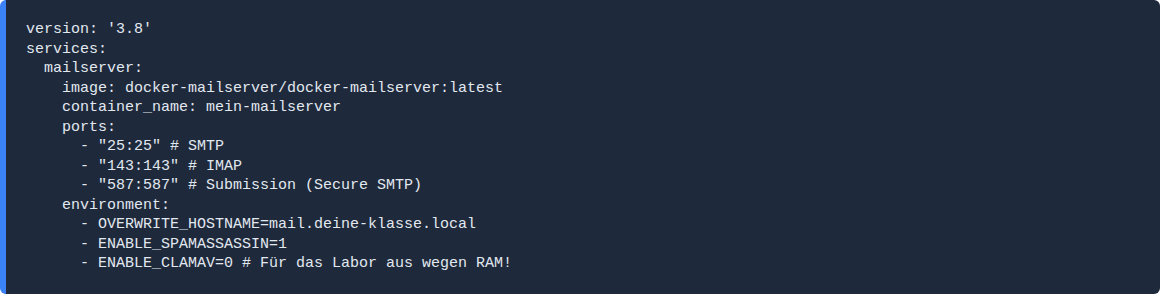 version: '3.8'
services:
  mailserver:
    image: docker-mailserver/docker-mailserver:latest
    container_name: mein-mailserver
    ports:
      - "25:25" # SMTP
      - "143:143" # IMAP
      - "587:587" # Submission (Secure SMTP)
    environment:
      - OVERWRITE_HOSTNAME=mail.deine-klasse.local
      - ENABLE_SPAMASSASSIN=1
      - ENABLE_CLAMAV=0 # Für das Labor aus wegen RAM!